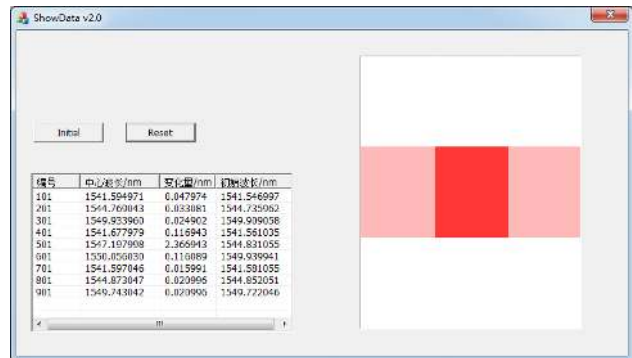 ShowData v2.0
Initial
Reset
编号 中心波长/nm 变化量/nm 初始波长/nm
101 1541.594971 0.047974 1541.546997
201 1544.769043 0.033081 1544.735962
301 1549.933960 0.024902 1549.909058
401 1541.677979 0.116943 1541.561035
501 1547.197998 2.366943 1544.831055
601 1550.056030 0.116089 1549.939941
701 1541.597046 0.015991 1541.581055
801 1544.873047 0.020996 1544.852051
901 1549.743042 0.020996 1549.722046